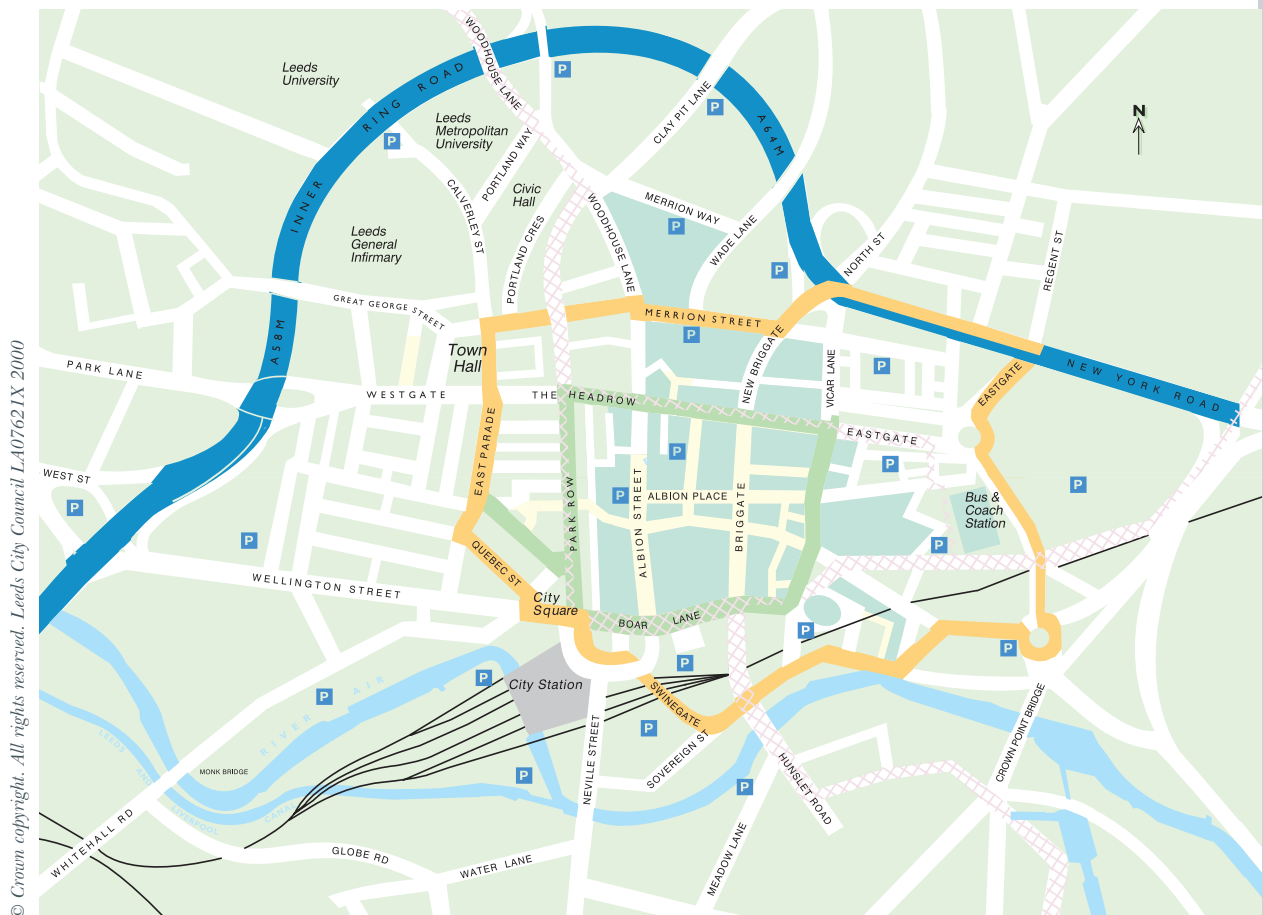 © Crown copyright. All rights reserved. Leeds City Council LA07621X 2000
WOODHOUSE LANE
Leeds
University
INNER RING ROAD
P
P
P
P
Leeds
Metropolitan
University
CLAY PIT LANE
A64M
N
PORTLAND WAY
CALVERLEY ST
Civic
Hall
WOODHOUSE LANE
MERRION WAY
P
WADE LANE
Leeds
General
Infirmary
PORTLAND CRES
NORTH ST
REGENT ST
P
GREAT GEORGE STREET
MERRION STREET
P
A58M
Town
Hall
NEW BRIGGATE
VICAR LANE
P
NEW YORK ROAD
PARK LANE
WESTGATE
THE HEADROW
EASTGATE
EASTGATE
EAST PARADE
P
P
WEST ST
P
P
ALBION PLACE
P
Bus &
Coach
Station
PARK ROW
ALBION STREET
BRIGGATE
P
P
QUEBEC ST
WELLINGTON STREET
City
Square
BOAR LANE
P
P
P
P
City Station
P
SWINEGATE
P
RIVER AIR
SOVEREIGN ST
CROWN POINT BRIDGE
LEEDS
AND
LIVERPOOL
CANAL
MONK BRIDGE
P
NEVILLE STREET
P
HUNSLET ROAD
WHITEHALL RD
GLOBE RD
WATER LANE
MEADOW LANE